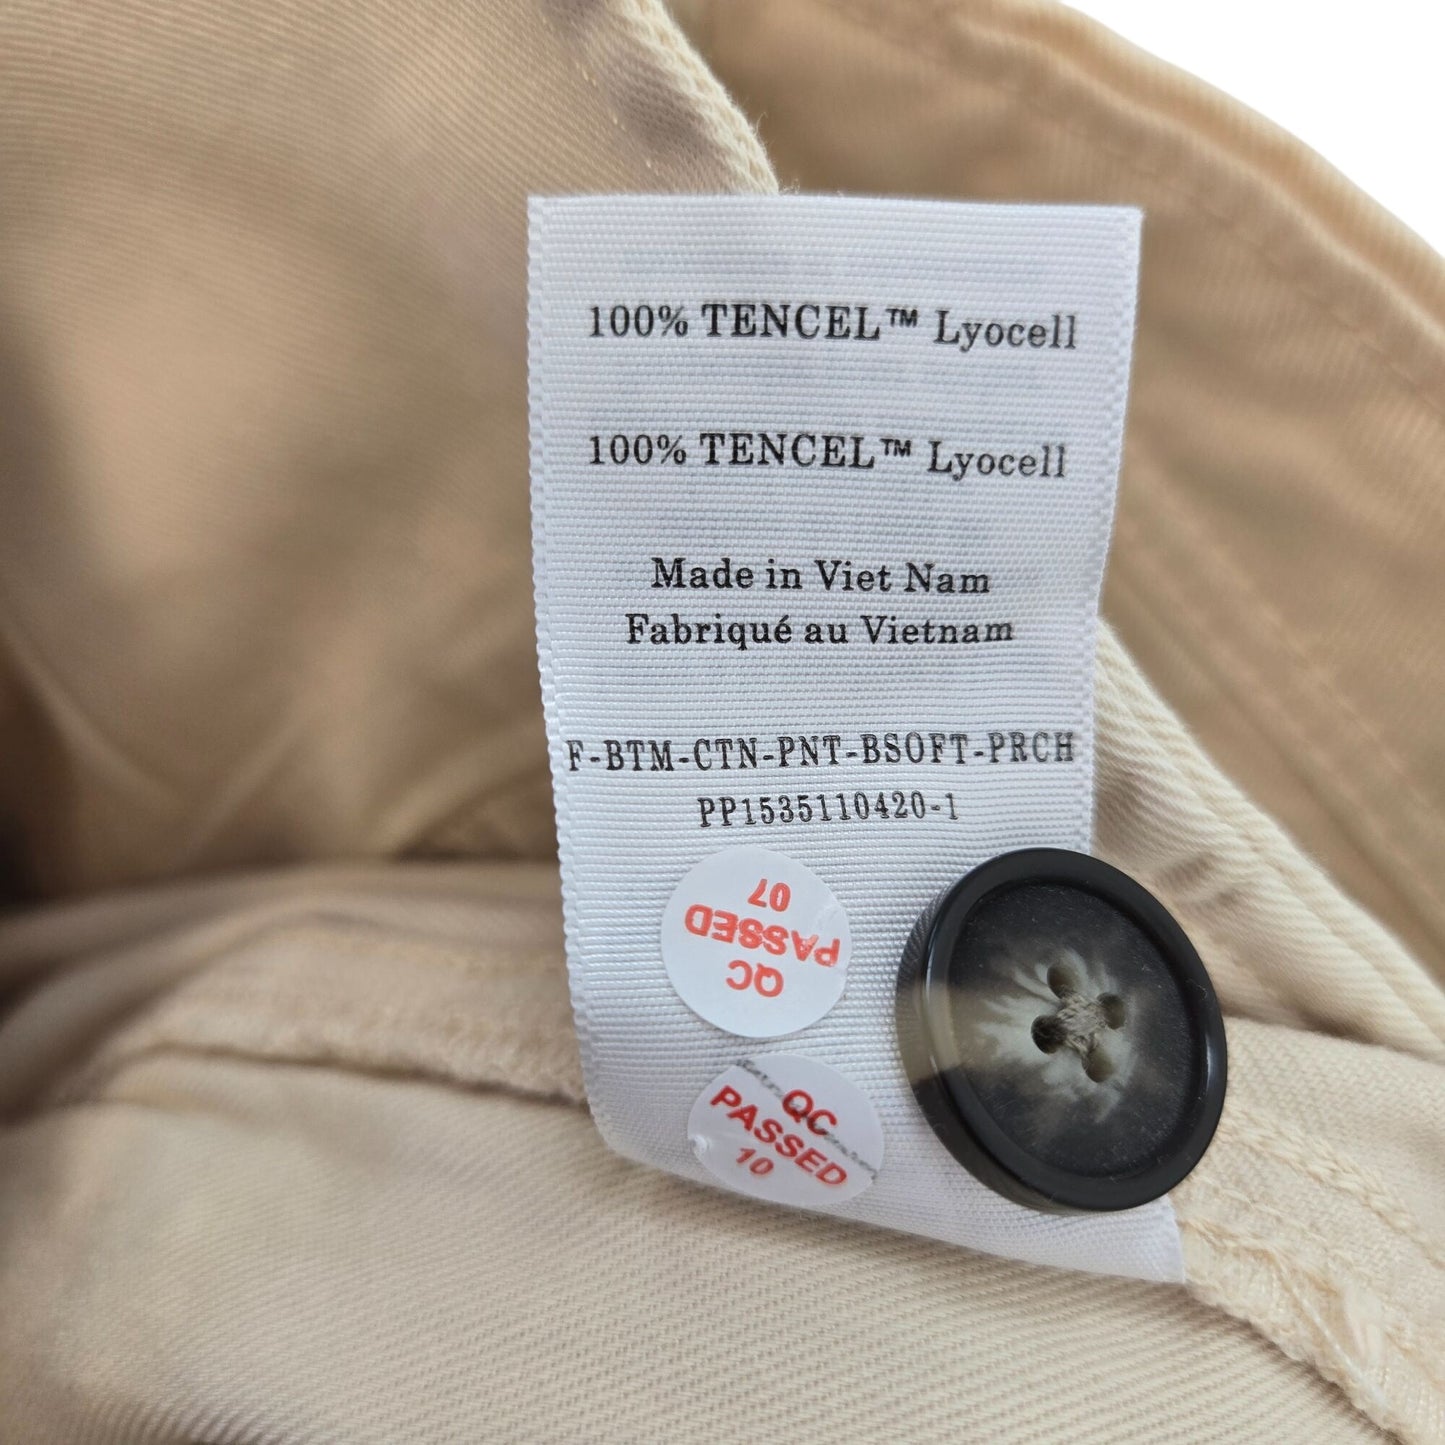 100% TENCEL™ Lyocell
100% TENCEL™ Lyocell
Made in Viet Nam
Fabriqué au Vietnam
F-BTM-CTN-PNT-BSOFT-PRCH
PP1535110420-1
QC
PASSED
07
QC
PASSED
10